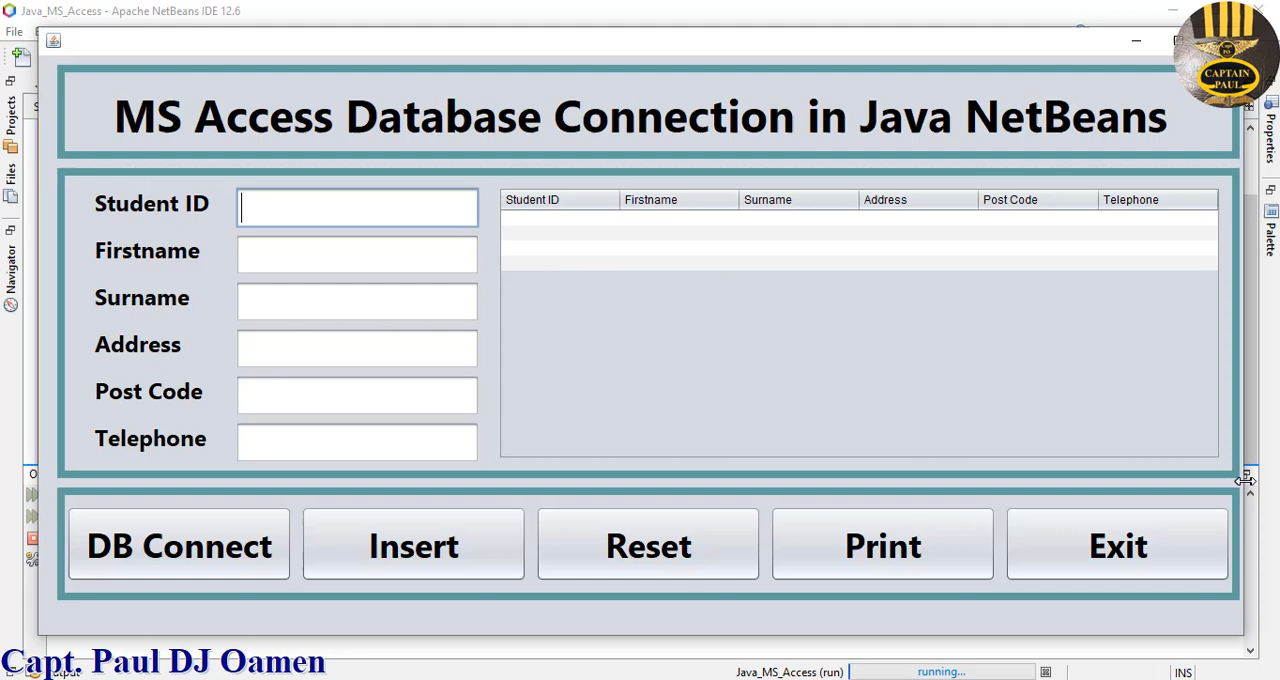 Java_MS_Access - Apache NetBeans IDE 12.6
File
CAPTAIN
PAUL
MS Access Database Connection in Java NetBeans
Projects
Files
Navigator
Properties
Palette
Student ID
Firstname
Surname
Address
Post Code
Telephone
Student ID Firstname Surname Address Post Code Telephone
DB Connect Insert Reset Print Exit
Capt. Paul DJ Oamen
Java_MS_Access (run) running... INS